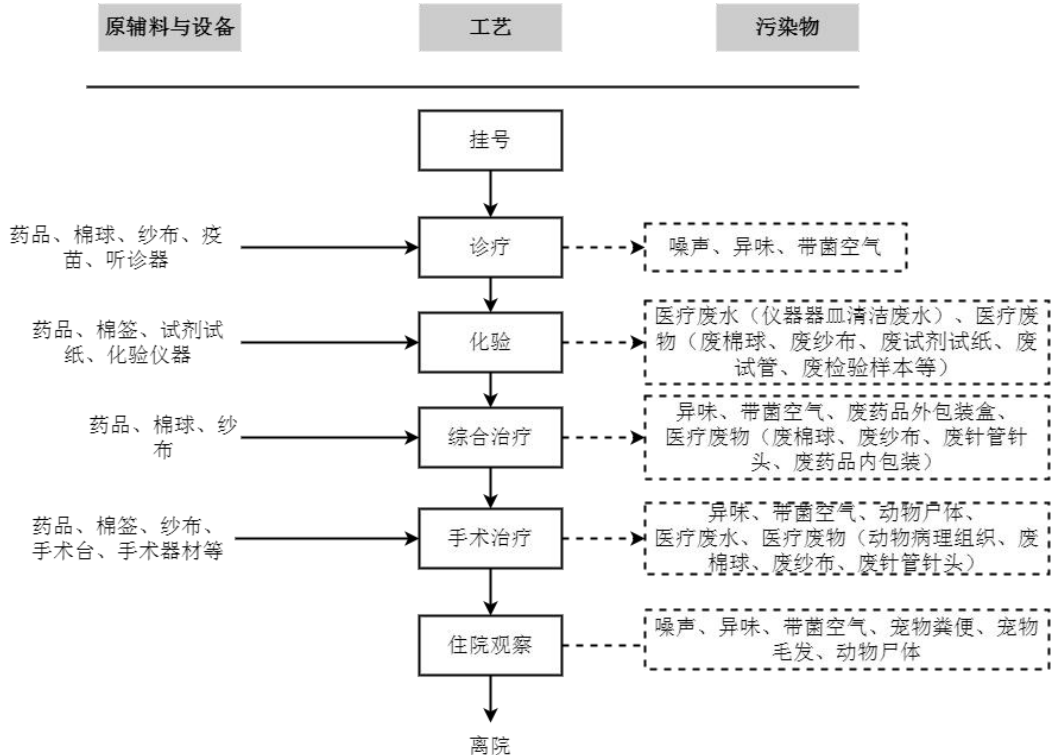 原辅料与设备
工艺
污染物
挂号
药品、棉球、纱布、疫
苗、听诊器
诊疗
噪声、异味、带菌空气
药品、棉签、试剂试
纸、化验仪器
化验
医疗废水（仪器器皿清洁废水）、医疗废
物（废棉球、废纱布、废试剂试纸、废
试管、废检验样本等）
药品、棉球、纱
布
综合治疗
异味、带菌空气、废药品外包装盒、
医疗废物（废棉球、废纱布、废针管针
头、废药品内包装）
药品、棉签、纱布、
手术台、手术器材等
手术治疗
异味、带菌空气、动物尸体、
医疗废水、医疗废物（动物病理组织、废
棉球、废纱布、废针管针头）
住院观察
噪声、异味、带菌空气、宠物粪便、宠物
毛发、动物尸体
离院